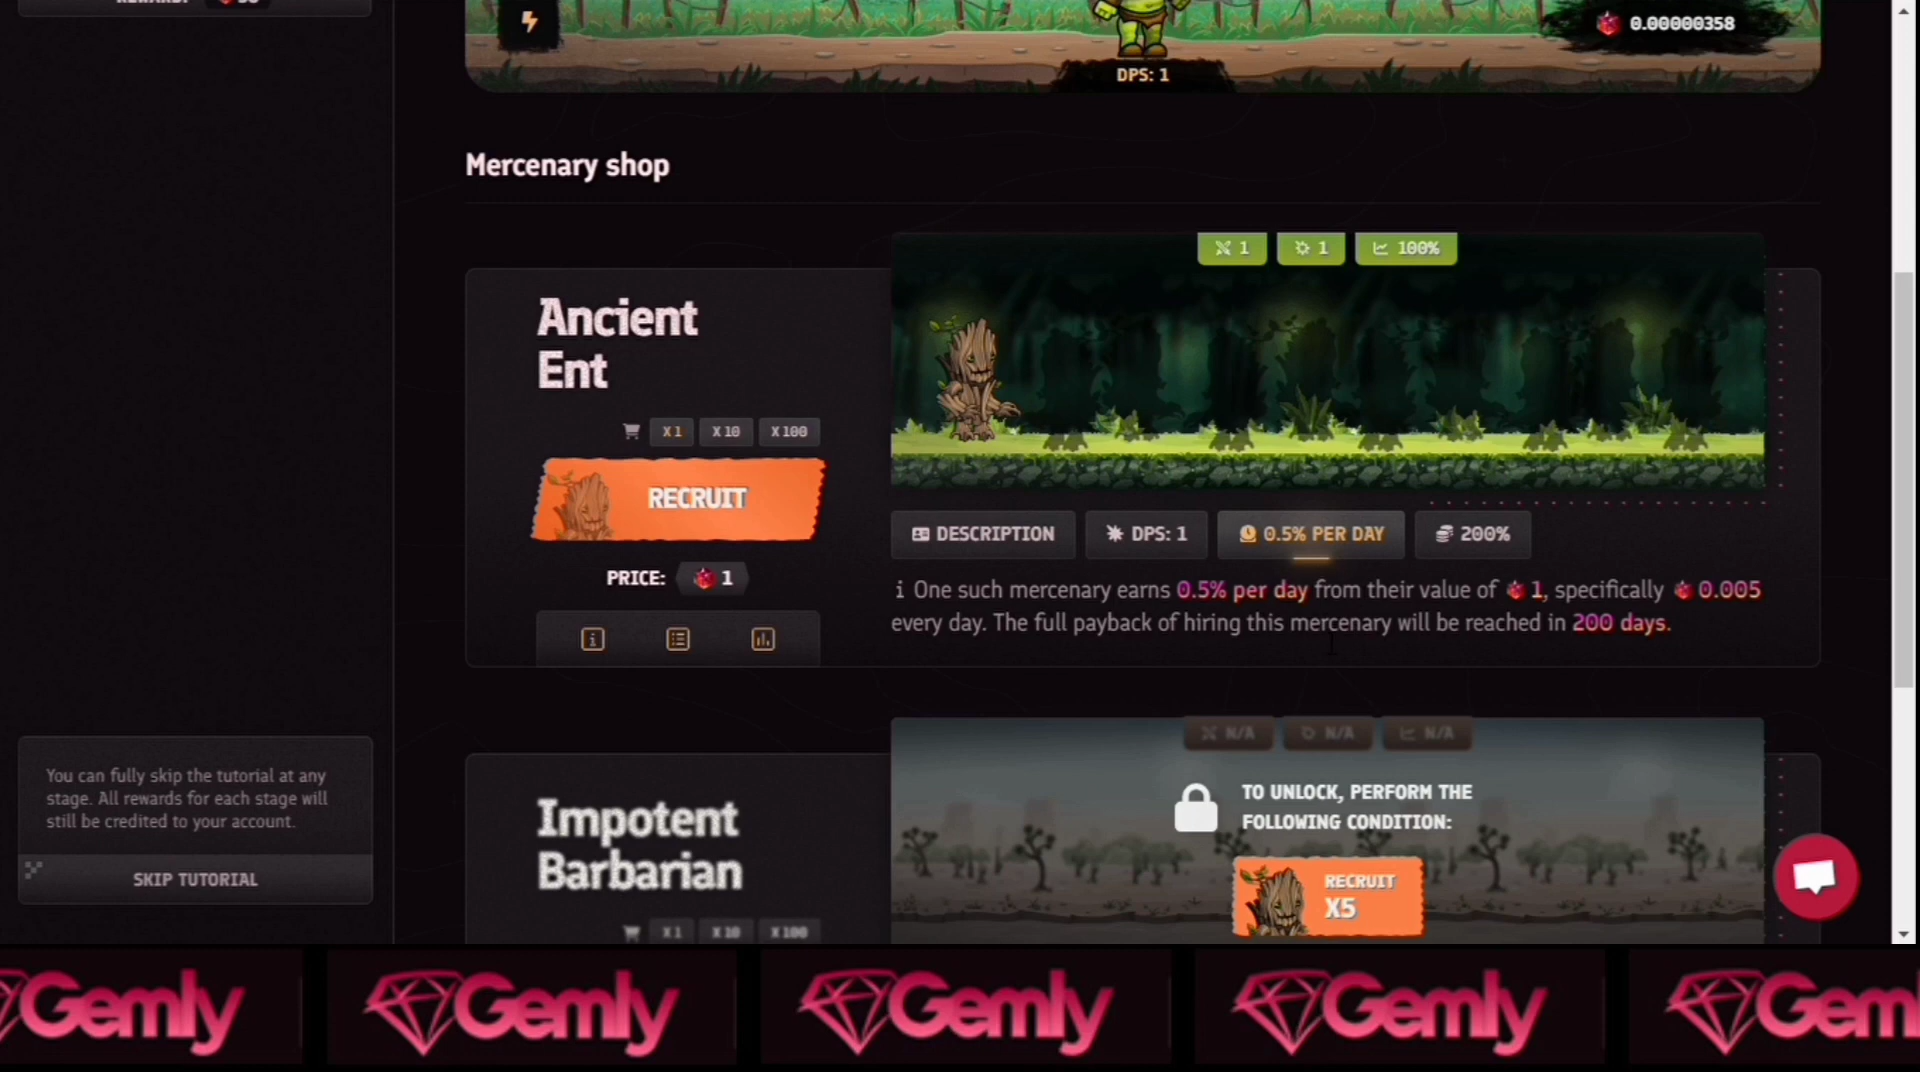 0.00000358
DPS: 1
Mercenary shop
1
1
100%
Ancient
Ent
X1
X10
X100
RECRUIT
PRICE:
1
DESCRIPTION
DPS: 1
0.5% PER DAY
200%
i One such mercenary earns 0.5% per day from their value of 1, specifically 0.005
every day. The full payback of hiring this mercenary will be reached in 200 days.
N/A
N/A
N/A
TO UNLOCK, PERFORM THE
FOLLOWING CONDITION:
RECRUIT
X5
Impotent
Barbarian
X1
X10
X100
You can fully skip the tutorial at any
stage. All rewards for each stage will
still be credited to your account.
SKIP TUTORIAL
Gemly Gemly Gemly Gemly Gem